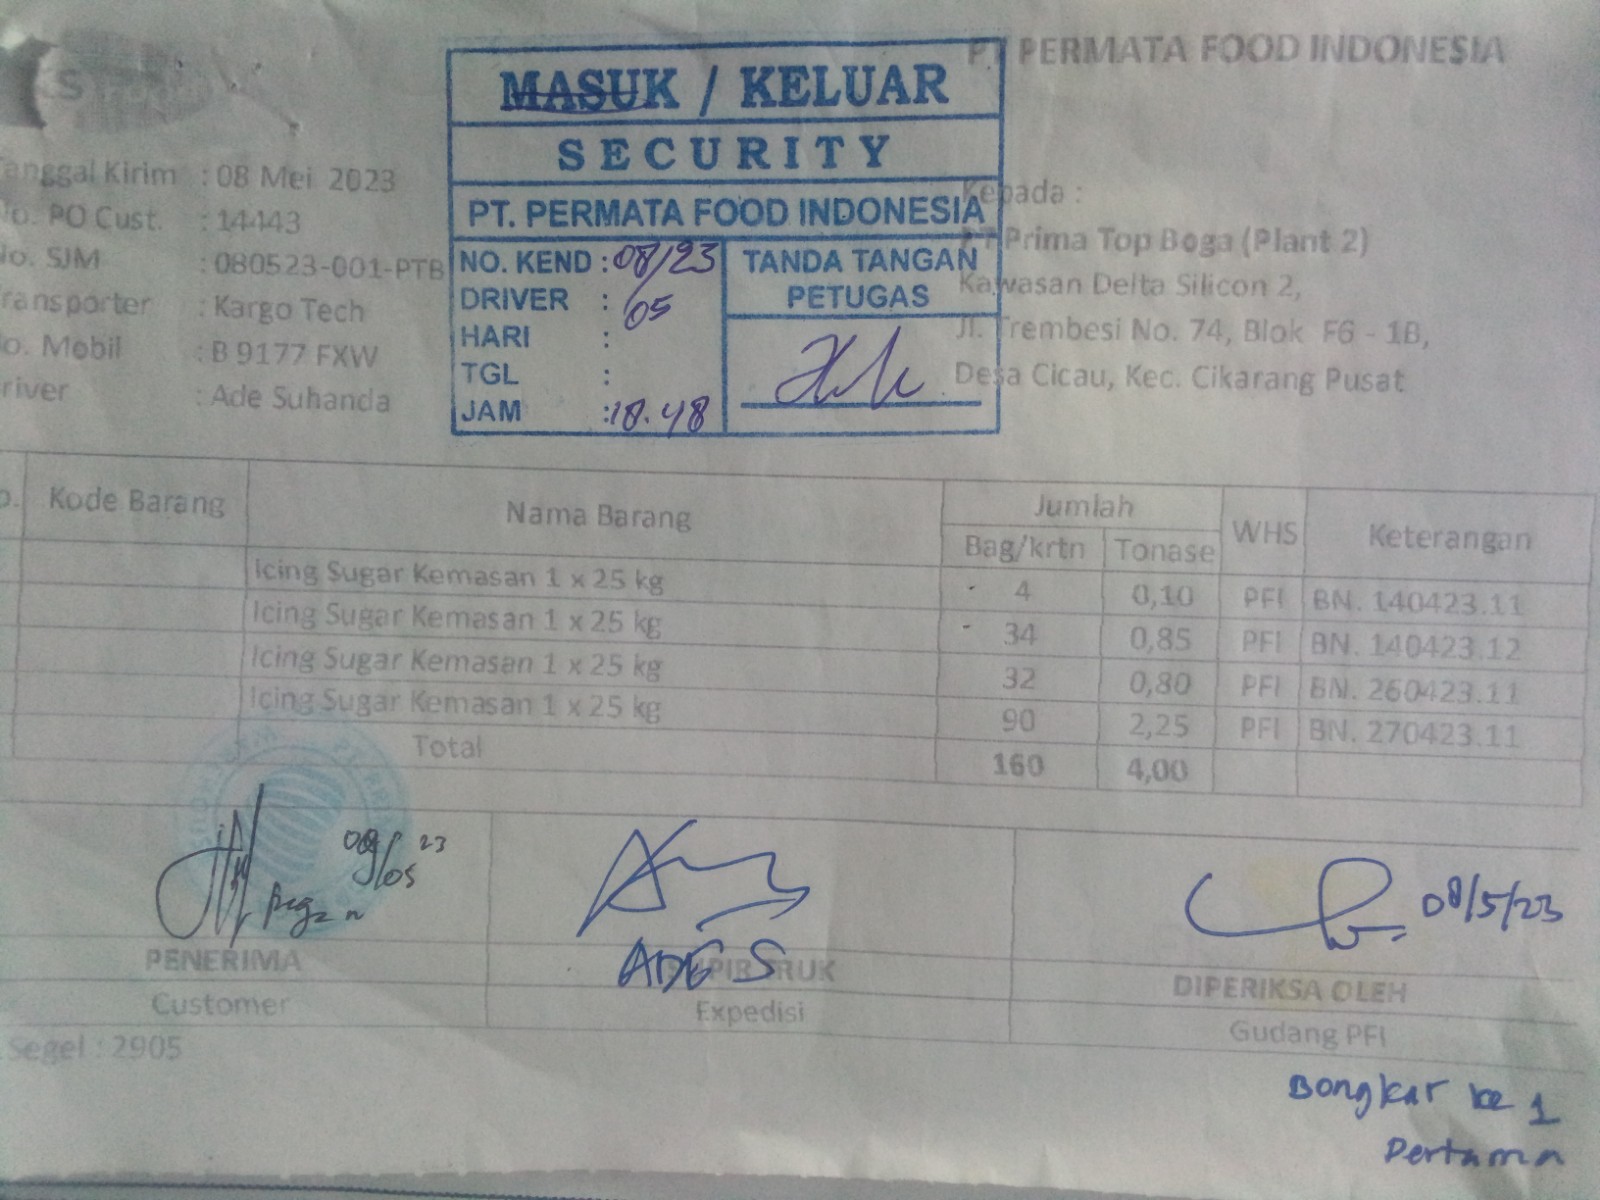 PT PERMATA FOOD INDONESIA
MASUK / KELUAR
SECURITY
PT. PERMATA FOOD INDONESIA
NO. KEND : 08/23
DRIVER : 05
HARI :
TGL :
JAM : 18.48
TANDA TANGAN
PETUGAS
Tanggal Kirim : 08 Mei 2023
No. PO Cust. : 14443
No. SJM : 080523-001-PTB
Transporter : Kargo Tech
No. Mobil : B 9177 FXW
Driver : Ade Suhanda
Kepada :
PT Prima Top Boga (Plant 2)
Kawasan Delta Silicon 2,
Jl. Trembesi No. 74, Blok F6 - 1B,
Desa Cicau, Kec. Cikarang Pusat
No. Kode Barang Nama Barang Jumlah WHS Keterangan
Bag/krtn Tonase
Icing Sugar Kemasan 1 x 25 kg 4 0,10 PFI BN. 140423.11
Icing Sugar Kemasan 1 x 25 kg 34 0,85 PFI BN. 140423.12
Icing Sugar Kemasan 1 x 25 kg 32 0,80 PFI BN. 260423.11
Icing Sugar Kemasan 1 x 25 kg 90 2,25 PFI BN. 270423.11
Total 160 4,00
08/05 23
08/5/23
ADE S
PENERIMA SUPIR TRUK DIPERIKSA OLEH
Customer Expedisi Gudang PFI
Segel : 2905
Bongkar ke 1
Pertama